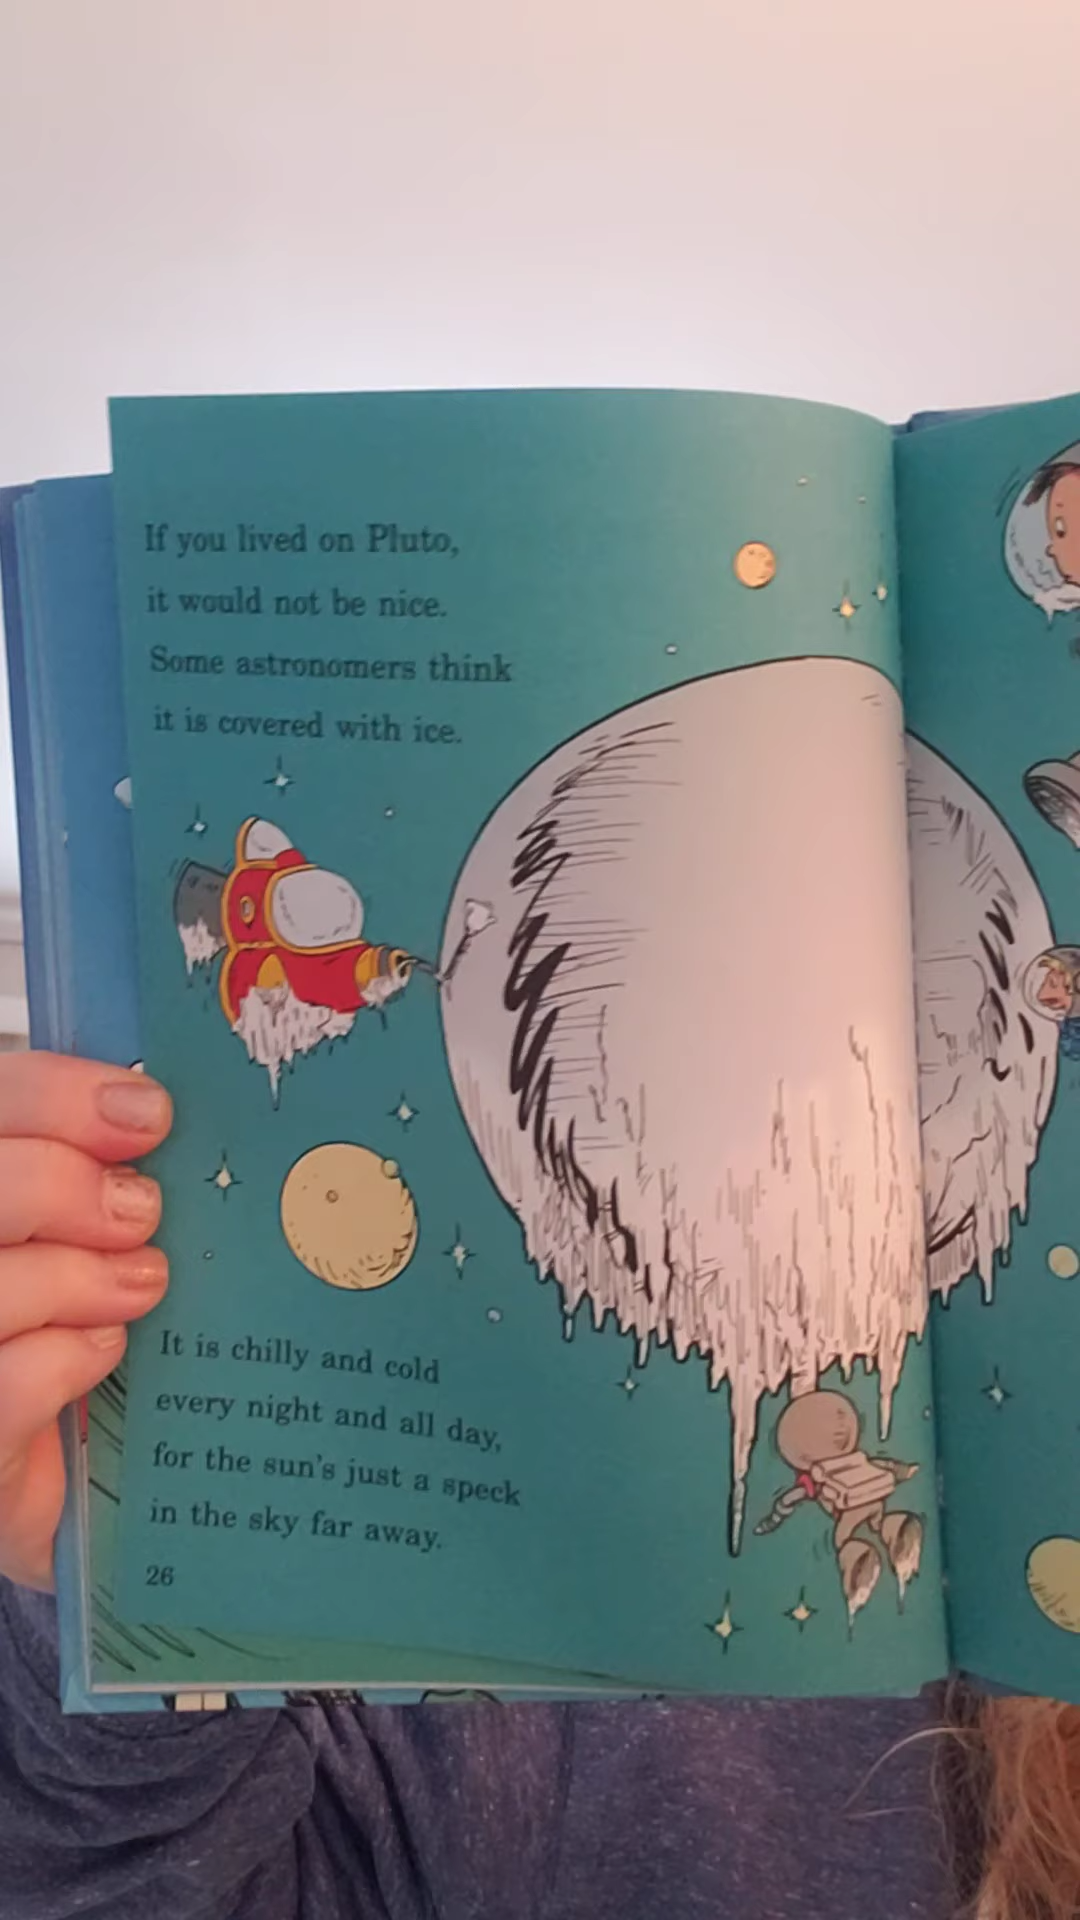 If you lived on Pluto,
it would not be nice.
Some astronomers think
it is covered with ice.
It is chilly and cold
every night and all day,
for the sun's just a speck
in the sky far away.
26